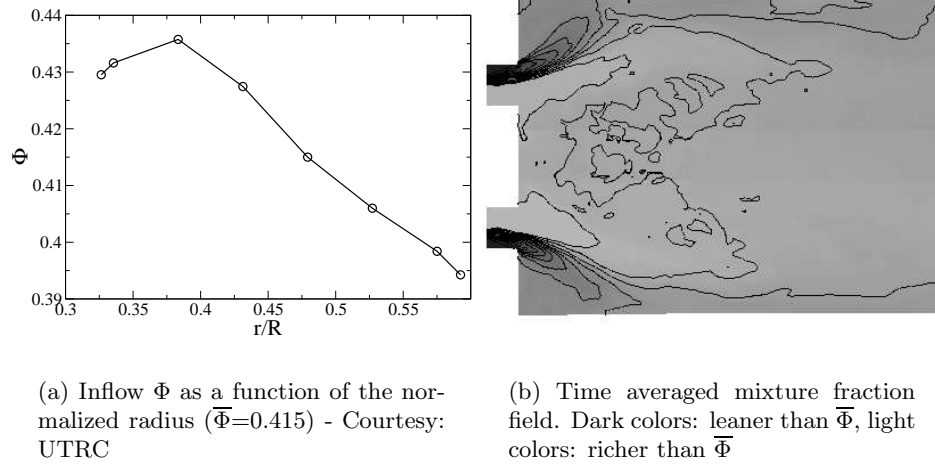 0.44
0.43
0.42
0.41
0.4
0.39
Φ
0.3
0.35
0.4
0.45
0.5
0.55
r/R
(a) Inflow Φ as a function of the nor-
malized radius (Φ̅=0.415) - Courtesy:
UTRC
(b) Time averaged mixture fraction
field. Dark colors: leaner than Φ̅, light
colors: richer than Φ̅